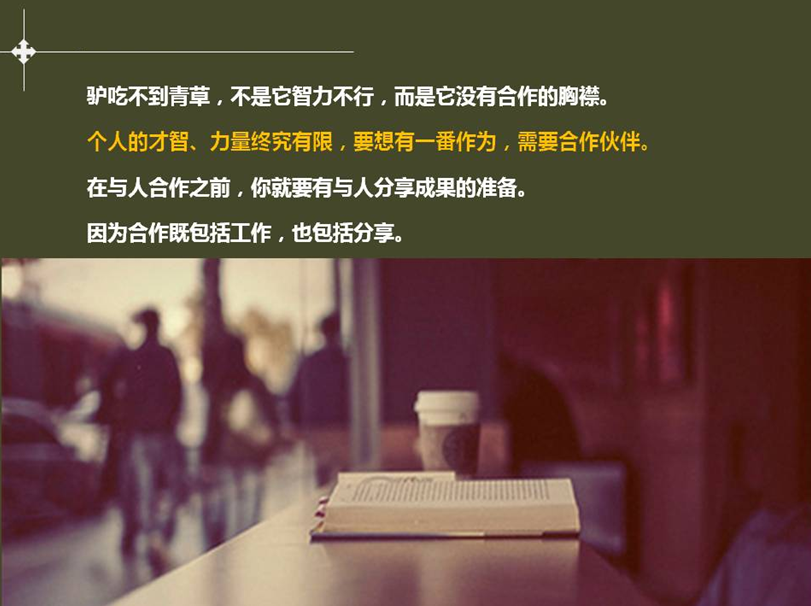 驴吃不到青草，不是它智力不行，而是它没有合作的胸襟。
个人的才智、力量终究有限，要想有一番作为，需要合作伙伴。
在与人合作之前，你就要有与人分享成果的准备。
因为合作既包括工作，也包括分享。